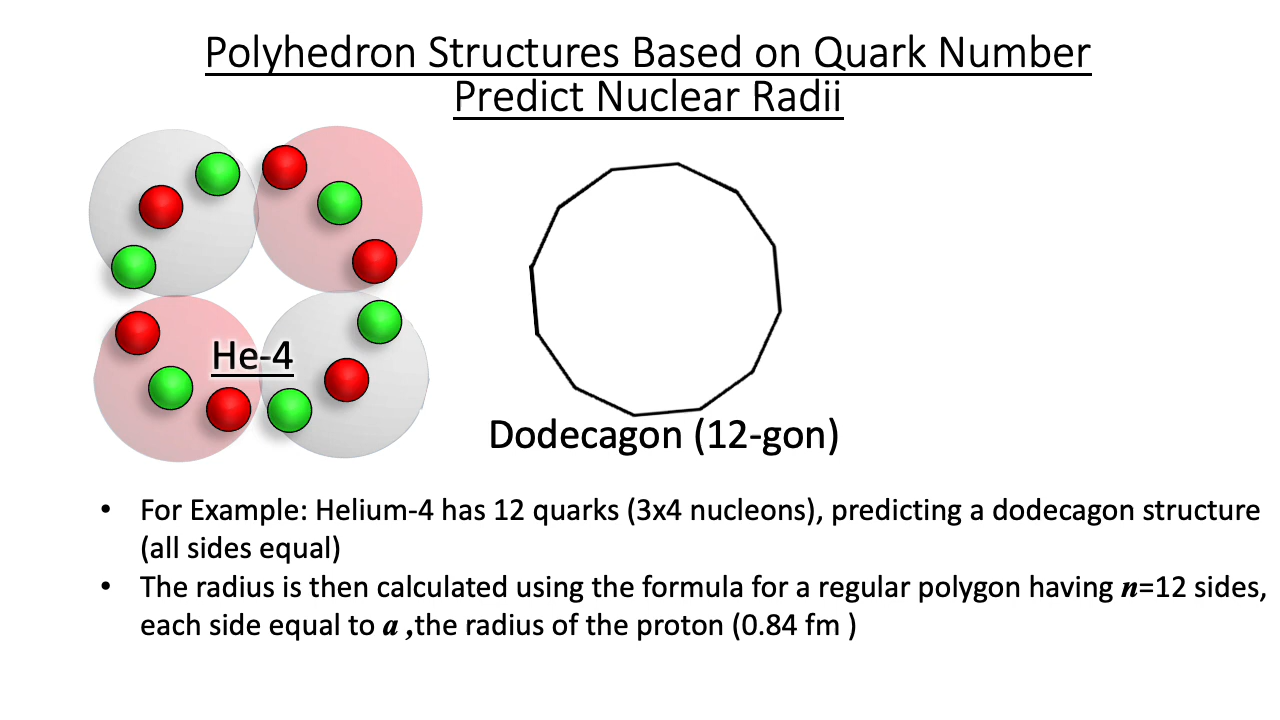 Polyhedron Structures Based on Quark Number
Predict Nuclear Radii
He-4
Dodecagon (12-gon)
• For Example: Helium-4 has 12 quarks (3x4 nucleons), predicting a dodecagon structure
(all sides equal)
• The radius is then calculated using the formula for a regular polygon having n=12 sides,
each side equal to a ,the radius of the proton (0.84 fm )